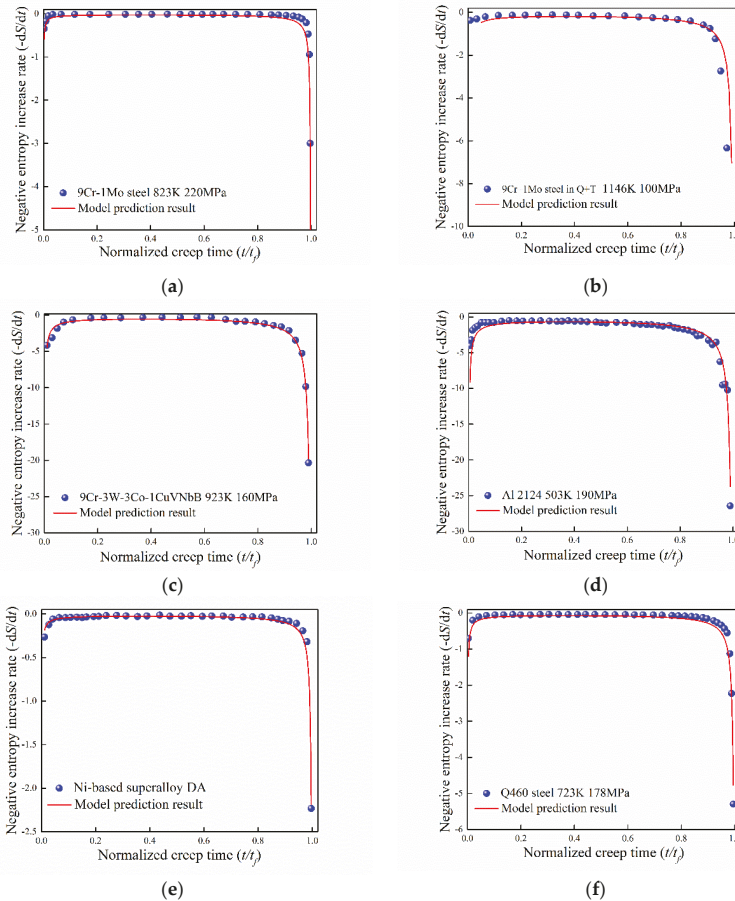 0
-1
-2
-3
-4
-5
Negative entropy increase rate (-dS/dt)
9Cr-1Mo steel 823K 220MPa
Model prediction result
0.0 0.2 0.4 0.6 0.8 1.0
Normalized creep time (t/tf)
(a)
0
-2
-4
-6
-8
-10
Negative entropy increase rate (-dS/dt)
9Cr 1Mo steel in Q+T 1146K 100MPa
Model prediction result
0.0 0.2 0.4 0.6 0.8 1.0
Normalized creep time (t/tf)
(b)
0
-5
-10
-15
-20
-25
-30
Negative entropy increase rate (-dS/dt)
9Cr-3W-3Co-1CuVNbB 923K 160MPa
Model prediction result
0.0 0.2 0.4 0.6 0.8 1.0
Normalized creep time (t/tf)
(c)
0
-5
-10
-15
-20
-25
-30
Negative entropy increase rate (-dS/dt)
Al 2124 503K 190MPa
Model prediction result
0.0 0.2 0.4 0.6 0.8 1.0
Normalized creep time (t/tf)
(d)
0.0
-0.5
-1.0
-1.5
-2.0
-2.5
Negative entropy increase rate (-dS/dt)
Ni-based superalloy DA
Model prediction result
0.0 0.2 0.4 0.6 0.8 1.0
Normalized creep time (t/tf)
(e)
0
-1
-2
-3
-4
-5
-6
Negative entropy increase rate (-dS/dt)
Q460 steel 723K 178MPa
Model prediction result
0.0 0.2 0.4 0.6 0.8 1.0
Normalized creep time (t/tf)
(f)